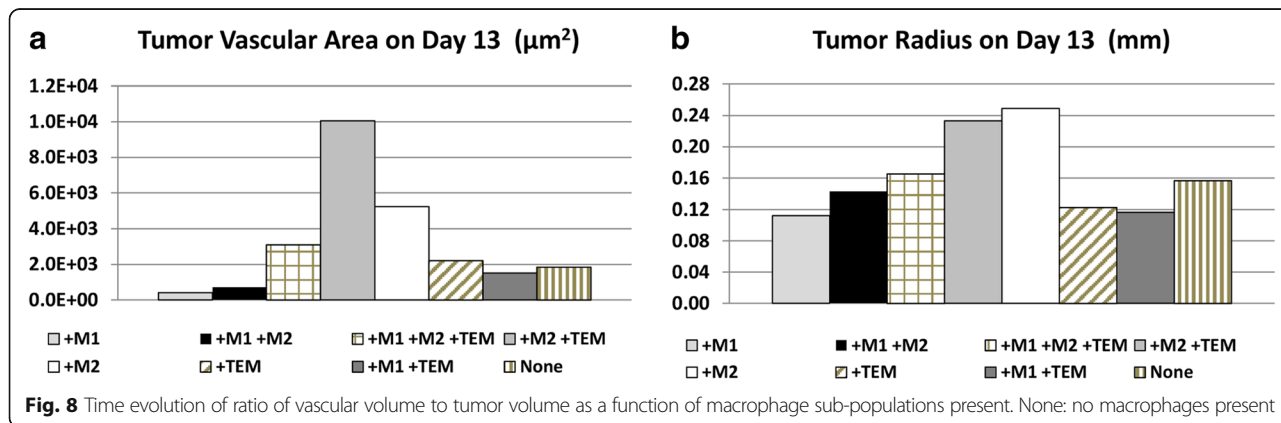 a Tumor Vascular Area on Day 13 (µm²)
1.2E+04
1.0E+04
8.0E+03
6.0E+03
4.0E+03
2.0E+03
0.0E+00
+M1 +M1 +M2 +M1 +M2 +TEM +M2 +TEM
+M2 +TEM +M1 +TEM None
b Tumor Radius on Day 13 (mm)
0.28
0.24
0.20
0.16
0.12
0.08
0.04
0.00
+M1 +M1 +M2 +M1 +M2 +TEM +M2 +TEM
+M2 +TEM +M1 +TEM None
Fig. 8 Time evolution of ratio of vascular volume to tumor volume as a function of macrophage sub-populations present. None: no macrophages present